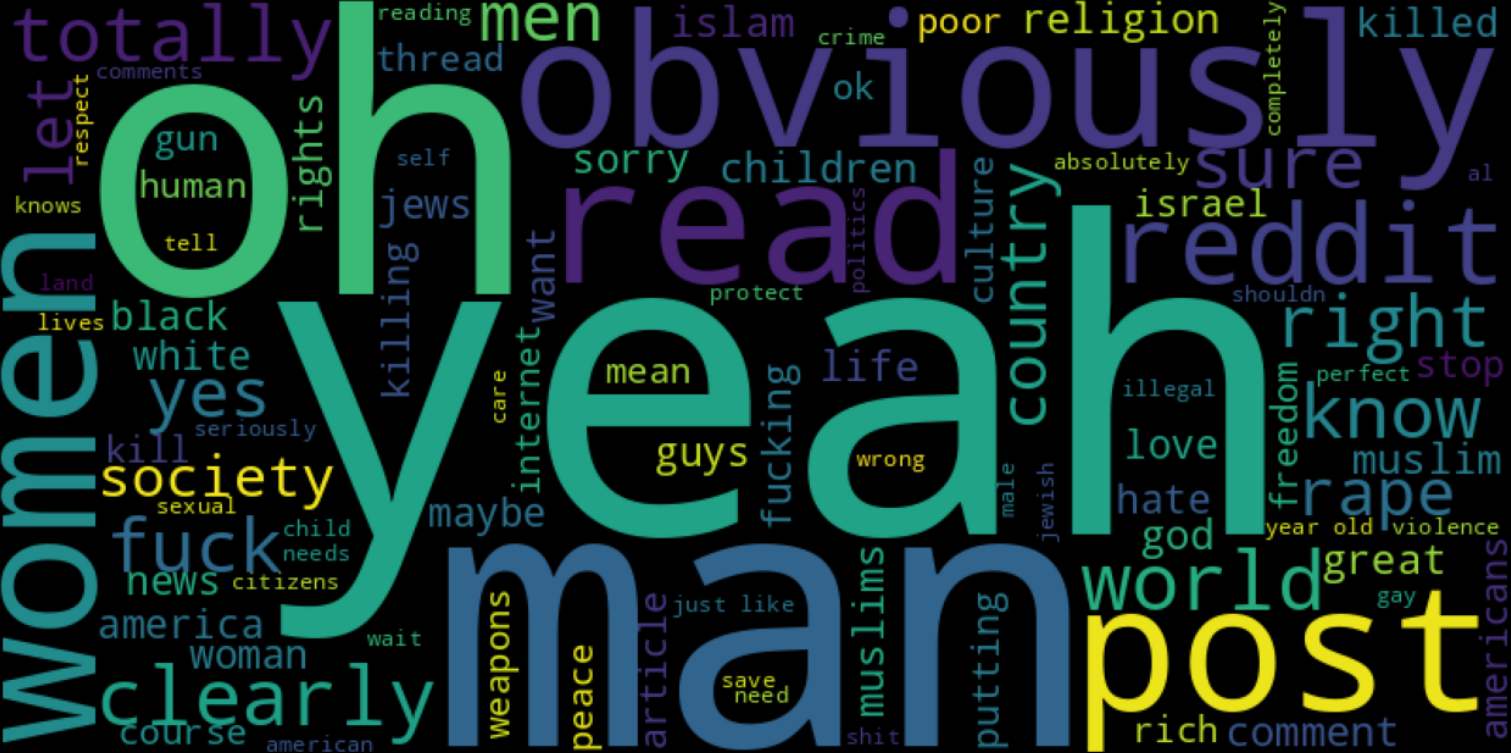 totally
reading
men
islam
crime
poor
religion
completely
killed
comments
thread
let
respect
oh
obviously
ok
gun
rights
self
sorry
children
absolutely
sure
al
human
jews
read
politics
culture
country
israel
reddit
knows
tell
killing
want
land
protect
shouldn
women
lives
black
right
white
yeah
internet
mean
fucking
life
illegal
freedom
perfect
stop
yes
care
know
seriously
kill
guys
wrong
love
muslim
society
male
jewish
hate
rape
sexual
maybe
god
year old
violence
fuck
child
needs
news
citizens
man
world
great
gay
americans
america
wait
weapons
peace
article
just like
muslims
putting
post
woman
save
need
clearly
course
american
shit
rich
comment